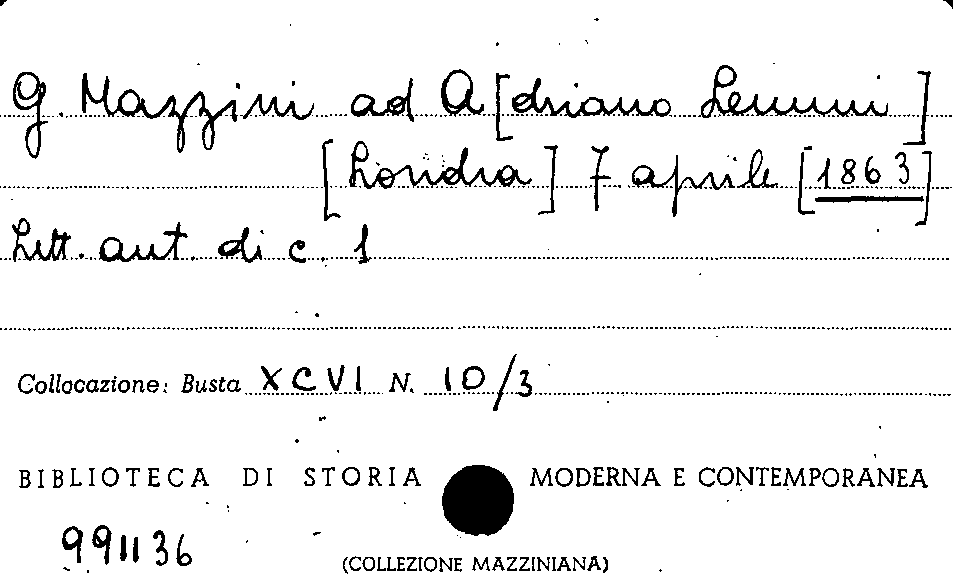 G. Mazzini ad A[driano Lemmi]
[Londra] 7 aprile [1863]
Lett. aut. di c. 1
Collocazione: Busta XCVI N. 10/3
BIBLIOTECA DI STORIA MODERNA E CONTEMPORANEA
991136
(COLLEZIONE MAZZINIANA)